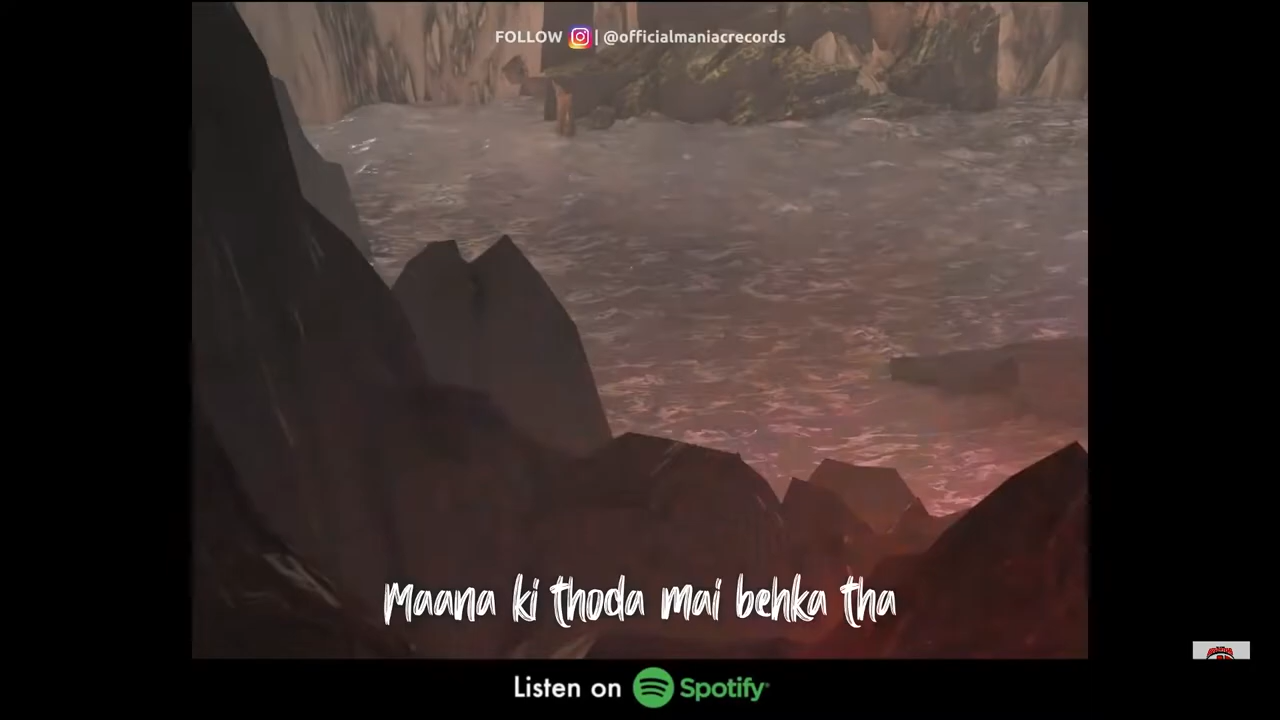 FOLLOW | @officialmaniacrecords
Maana ki thoda mai behka tha
Listen on Spotify